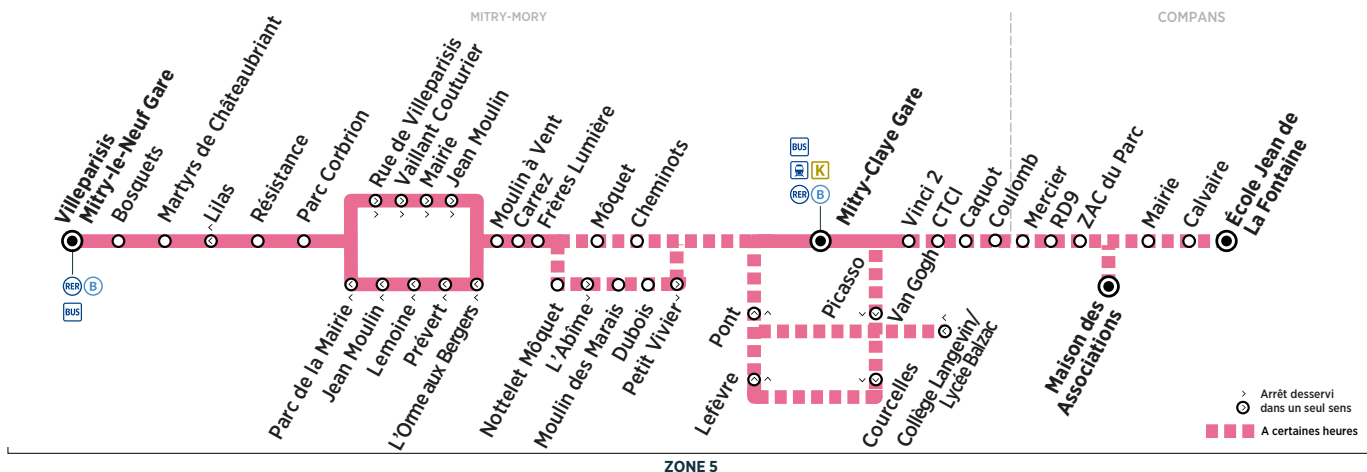 MITRY-MORY
COMPANS
Villeparisis
Mitry-le-Neuf Gare
Bosquets
Martyrs de Châteaubriant
Lilas
Résistance
Parc Corbrion
Rue de Villeparisis
Vaillant Couturier
Mairie
Jean Moulin
Moulin à Vent
Carrez
Frères Lumière
Môquet
Cheminots
BUS
K
RER B
Mitry-Claye Gare
Vinci 2
CTCI
Caquot
Coulomb
Mercier
RD9
ZAC du Parc
Mairie
Calvaire
École Jean de
La Fontaine
RER B
BUS
Parc de la Mairie
Jean Moulin
Lemoine
Prévert
L'Orme aux Bergers
Nottelet Môquet
L'Abîme
Moulin des Marais
Dubois
Petit Vivier
Pont
Lefèvre
Picasso
Van Gogh
Courcelles
Collège Langevin/
Lycée Balzac
Maison des
Associations
Arrêt desservi
dans un seul sens
A certaines heures
ZONE 5